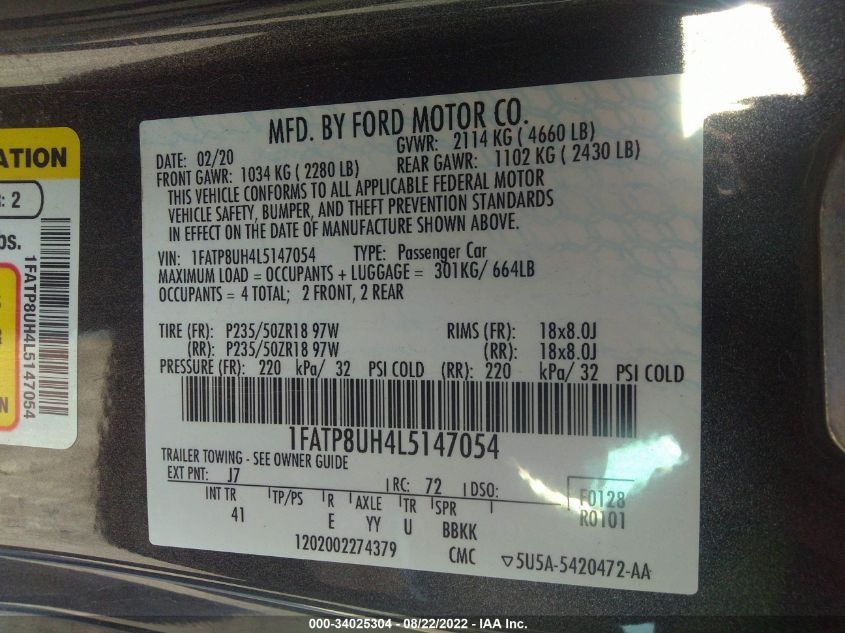 MFD. BY FORD MOTOR CO.
DATE: 02/20
GVWR: 2114 KG ( 4660 LB)
FRONT GAWR: 1034 KG ( 2280 LB)
REAR GAWR: 1102 KG ( 2430 LB)
THIS VEHICLE CONFORMS TO ALL APPLICABLE FEDERAL MOTOR
VEHICLE SAFETY, BUMPER, AND THEFT PREVENTION STANDARDS
IN EFFECT ON THE DATE OF MANUFACTURE SHOWN ABOVE.
VIN: 1FATP8UH4L5147054 TYPE: Passenger Car
MAXIMUM LOAD = OCCUPANTS + LUGGAGE = 301KG/ 664LB
OCCUPANTS = 4 TOTAL; 2 FRONT, 2 REAR
TIRE (FR): P235/50ZR18 97W RIMS (FR): 18x8.0J
(RR): P235/50ZR18 97W (RR): 18x8.0J
PRESSURE (FR): 220 kPa/ 32 PSI COLD (RR): 220 kPa/ 32 PSI COLD
1FATP8UH4L5147054
TRAILER TOWING - SEE OWNER GUIDE
EXT PNT: J7 RC: 72 DSO:
INT TR TP/PS R AXLE TR SPR
41 E YY U BBKK
F0128
R0101
1202002274379 CMC ▽5U5A-5420472-AA
ATION
: 2
bs.
1FATP8UH4L5147054
N
000-34025304 - 08/22/2022 - IAA Inc.